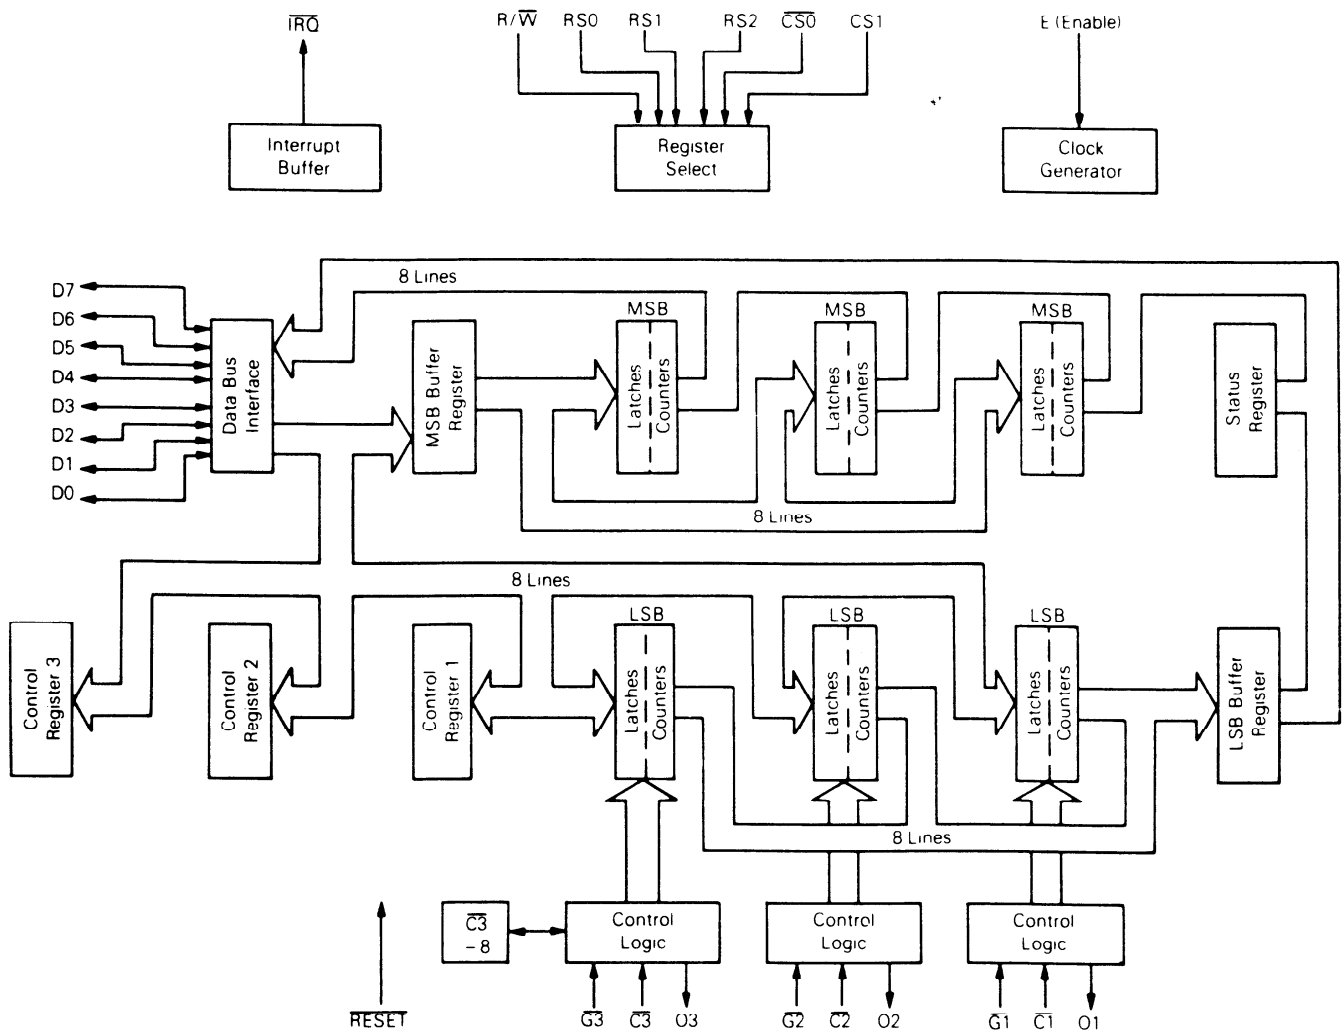 IRQ
R/W RS0 RS1 RS2 CS0 CS1
E (Enable)
Interrupt
Buffer
Register
Select
Clock
Generator
8 Lines
D7
D6
D5
D4
D3
D2
D1
D0
Data Bus
Interface
MSB Buffer
Register
MSB
Latches
Counters
MSB
Latches
Counters
MSB
Latches
Counters
Status
Register
8 Lines
8 Lines
Control
Register 3
Control
Register 2
Control
Register 1
LSB
Latches
Counters
LSB
Latches
Counters
LSB
Latches
Counters
LSB Buffer
Register
8 Lines
C3
-8
Control
Logic
Control
Logic
Control
Logic
RESET
G3 C3 O3
G2 C2 O2
G1 C1 O1